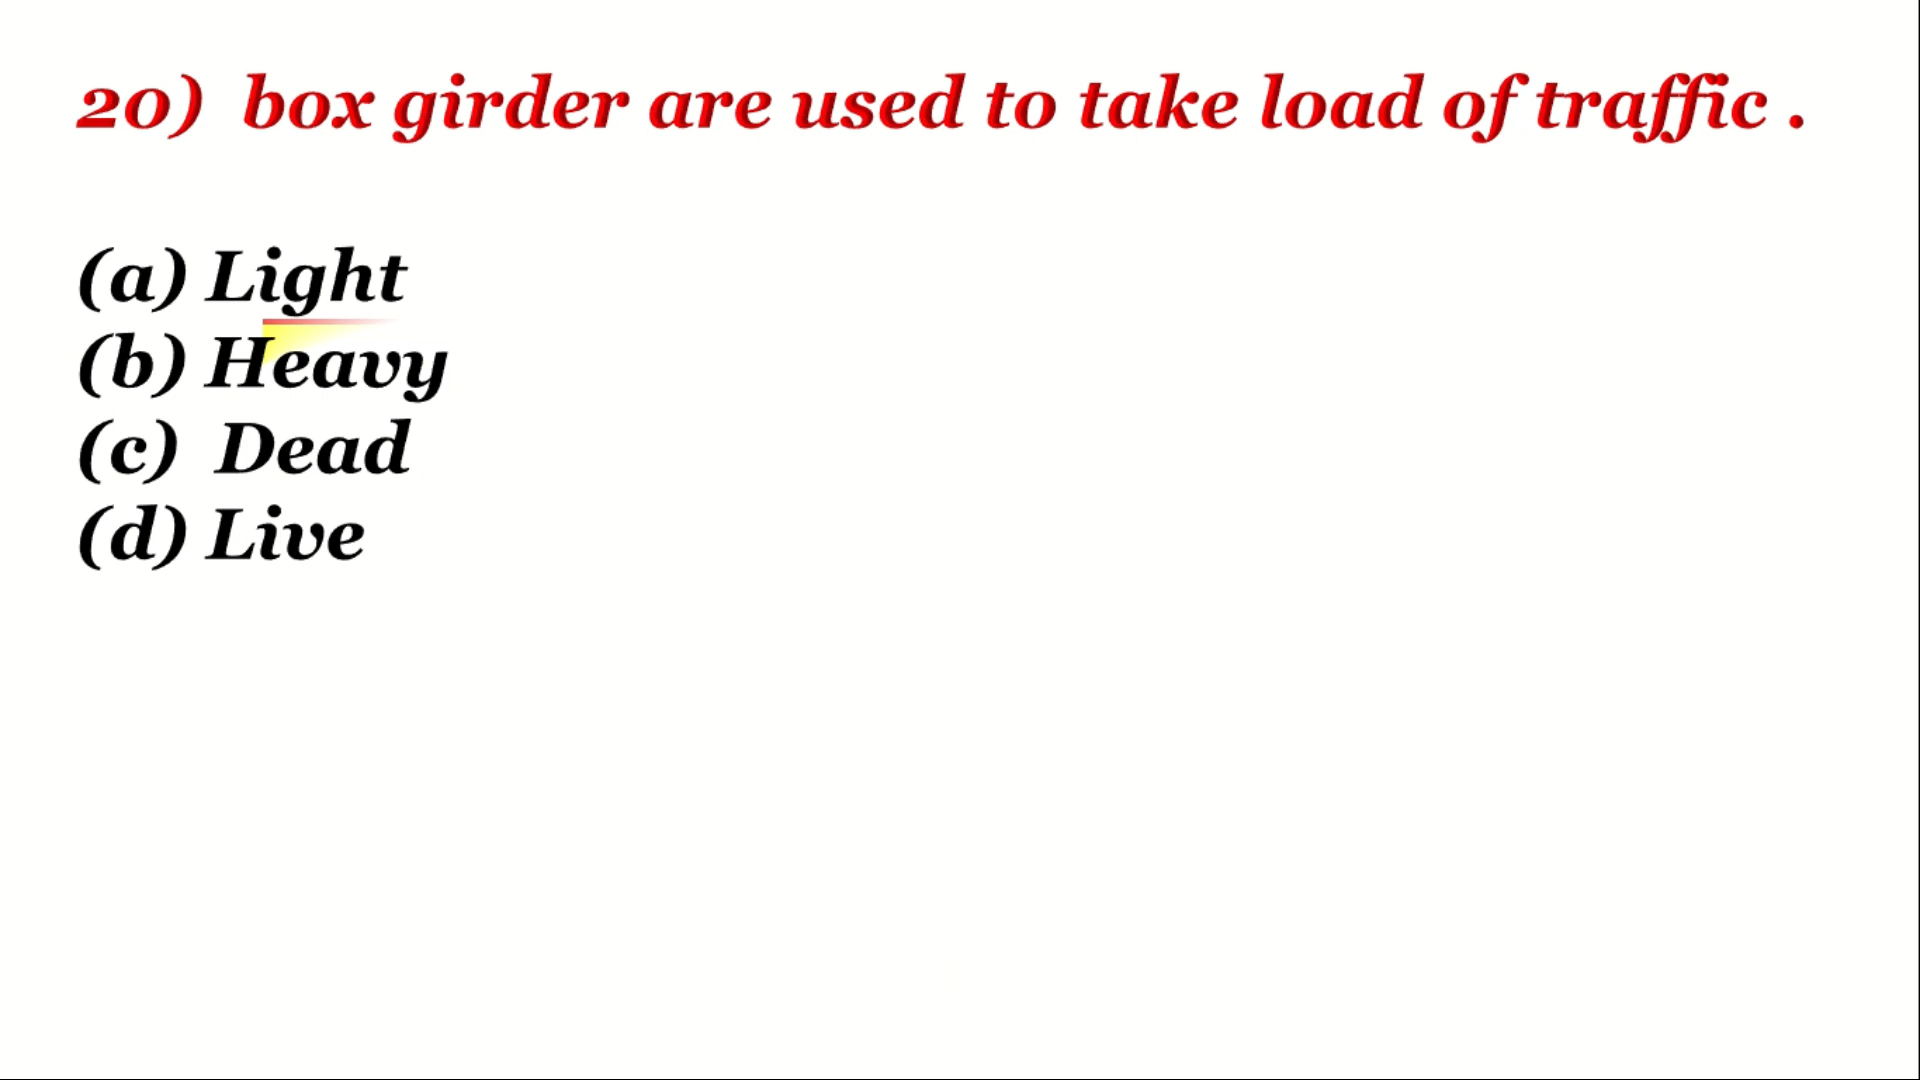 20) box girder are used to take load of traffic .
(a) Light
(b) Heavy
(c) Dead
(d) Live